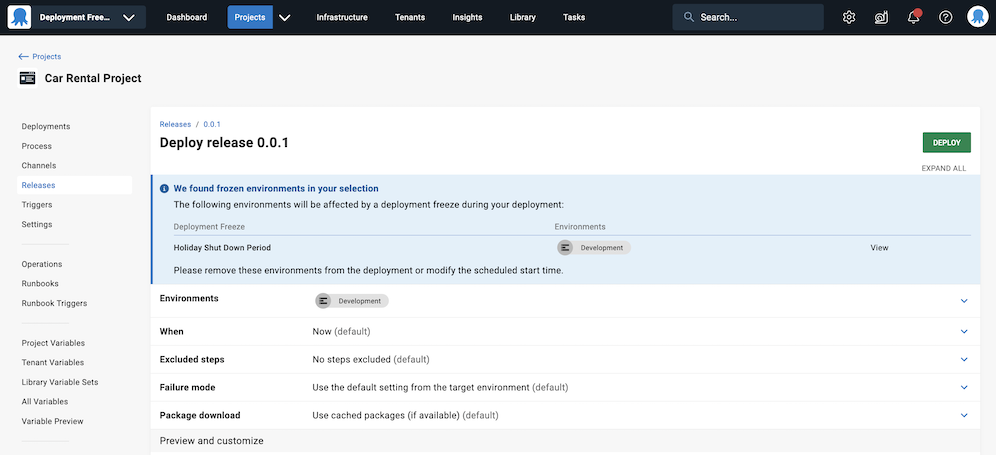 Deployment Free...
Dashboard
Projects
Infrastructure
Tenants
Insights
Library
Tasks
Search...
Projects
Car Rental Project
Deployments
Process
Channels
Releases
Triggers
Settings
Operations
Runbooks
Runbook Triggers
Project Variables
Tenant Variables
Library Variable Sets
All Variables
Variable Preview
Releases / 0.0.1
Deploy release 0.0.1
DEPLOY
EXPAND ALL
We found frozen environments in your selection
The following environments will be affected by a deployment freeze during your deployment:
Deployment Freeze Environments
Holiday Shut Down Period Development View
Please remove these environments from the deployment or modify the scheduled start time.
Environments Development
When Now (default)
Excluded steps No steps excluded (default)
Failure mode Use the default setting from the target environment (default)
Package download Use cached packages (if available) (default)
Preview and customize